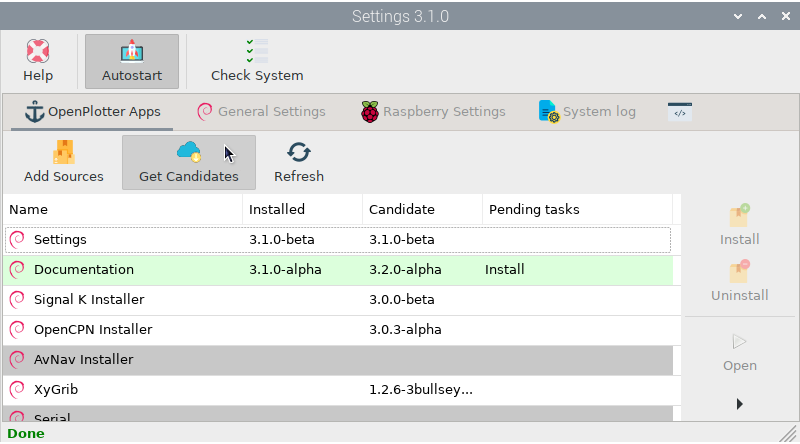 Settings 3.1.0
Help Autostart Check System
OpenPlotter Apps General Settings Raspberry Settings System log </>
Add Sources Get Candidates Refresh
Name Installed Candidate Pending tasks
Settings 3.1.0-beta 3.1.0-beta
Documentation 3.1.0-alpha 3.2.0-alpha Install
Signal K Installer 3.0.0-beta
OpenCPN Installer 3.0.3-alpha
AvNav Installer
XyGrib 1.2.6-3bullsey...
Serial
Install
Uninstall
Open
Done